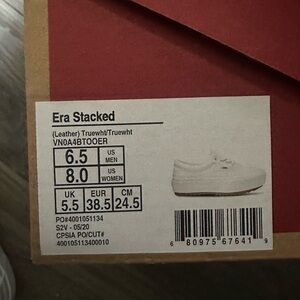 Era Stacked
(Leather) Truewht/Truewht
VN0A4BTOOER
6.5 US MEN
8.0 US WOMEN
UK EUR CM
5.5 38.5 24.5
PO#4001051134
S2V - 05/20
CPSIA PO/CUT#
400105113400010
6 80975 67641 9